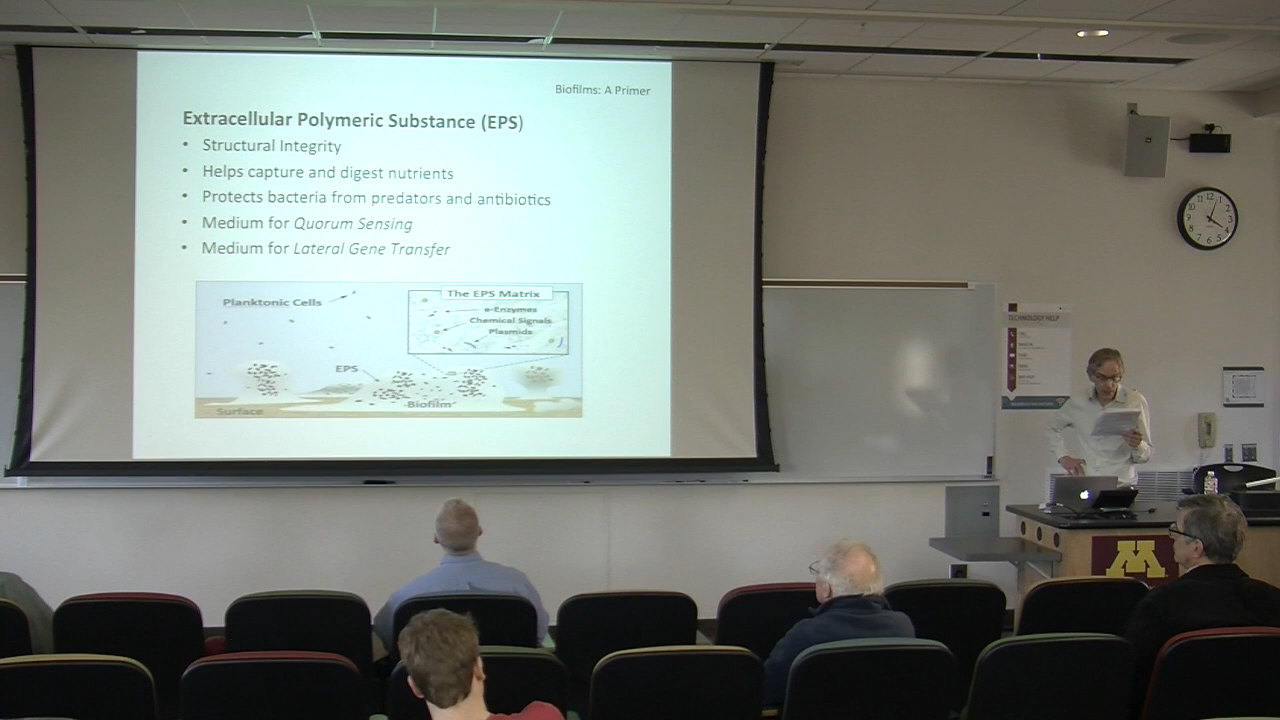 Biofilms: A Primer
Extracellular Polymeric Substance (EPS)
• Structural Integrity
• Helps capture and digest nutrients
• Protects bacteria from predators and antibiotics
• Medium for Quorum Sensing
• Medium for Lateral Gene Transfer
Planktonic Cells
The EPS Matrix
e-Enzymes
Chemical Signals
Plasmids
EPS
Biofilm
Surface
TECHNOLOGY HELP
M